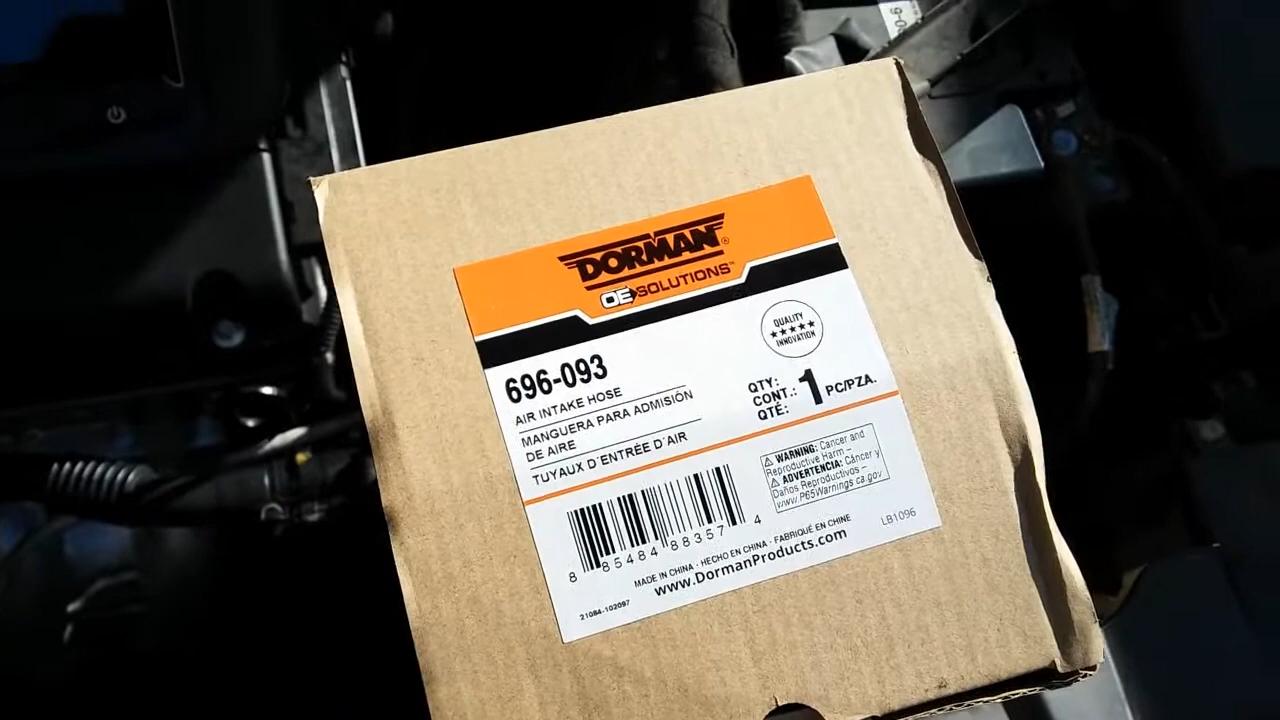 DORMAN®
OE SOLUTIONS™
QUALITY
★★★★★
INNOVATION
696-093
AIR INTAKE HOSE
MANGUERA PARA ADMISIÓN
DE AIRE
TUYAUX D´ENTRÉE D´AIR
QTY:
CONT.:
QTÉ:
1 PC/PZA.
⚠ WARNING: Cancer and
Reproductive Harm –
⚠ ADVERTENCIA: Cáncer y
Daños Reproductivos –
www.P65Warnings.ca.gov
8 85484 88357 4
MADE IN CHINA · HECHO EN CHINA · FABRIQUÉ EN CHINE
www.DormanProducts.com
LB1096
21084-102097